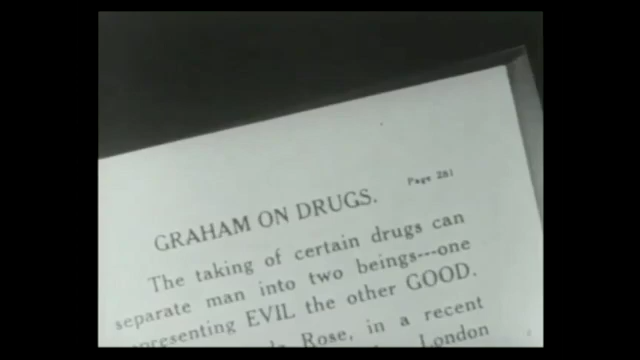 Page 281
GRAHAM ON DRUGS.
The taking of certain drugs can
separate man into two beings---one
representing EVIL the other GOOD.
Rose, in a recent
London